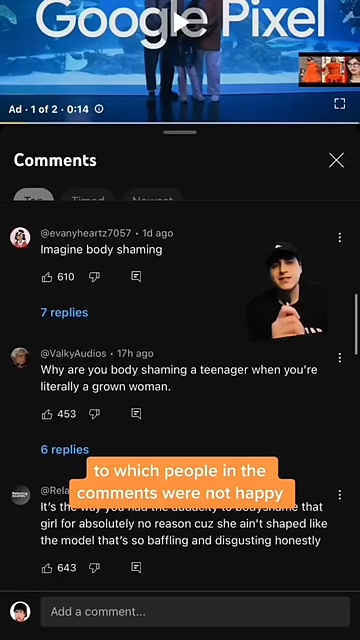 Google Pixel
Ad · 1 of 2 · 0:14
Comments
Top Timed Newest
@evanyheartz7057 • 1d ago
Imagine body shaming
610
7 replies
@ValkyAudios • 17h ago
Why are you body shaming a teenager when you're
literally a grown woman.
453
6 replies
to which people in the
comments were not happy
@Rela
It's the way you had the audacity to bodyshame that
girl for absolutely no reason cuz she ain't shaped like
the model that's so baffling and disgusting honestly
643
Add a comment...